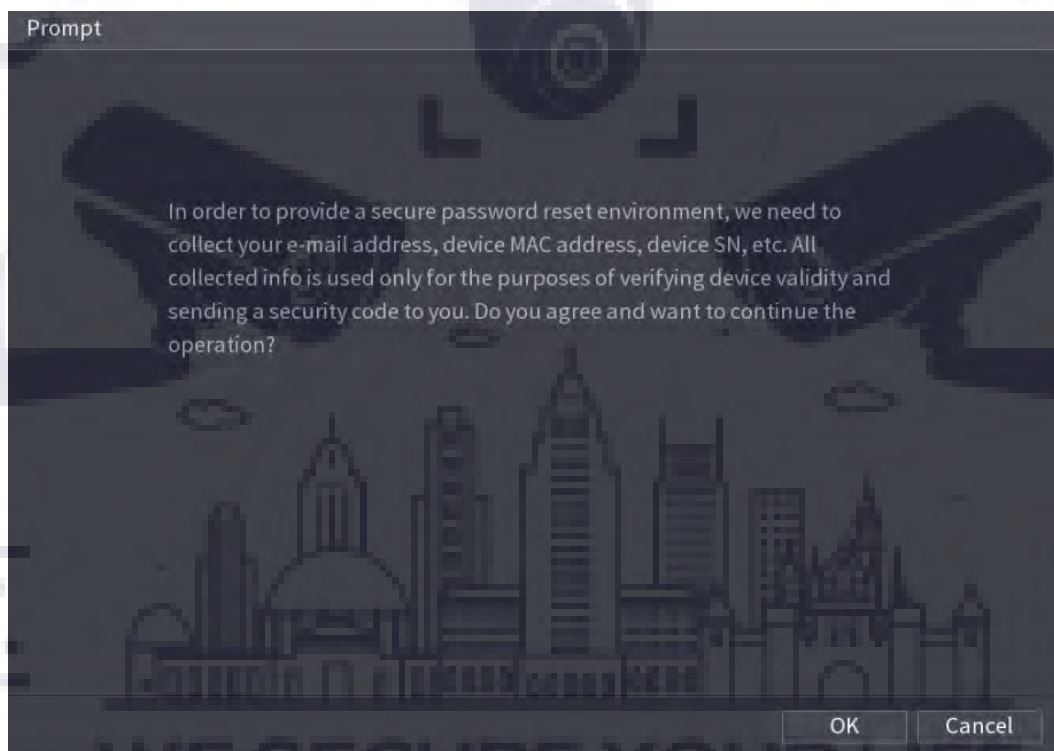 Prompt
In order to provide a secure password reset environment, we need to
collect your e-mail address, device MAC address, device SN, etc. All
collected info is used only for the purposes of verifying device validity and
sending a security code to you. Do you agree and want to continue the
operation?
OK Cancel